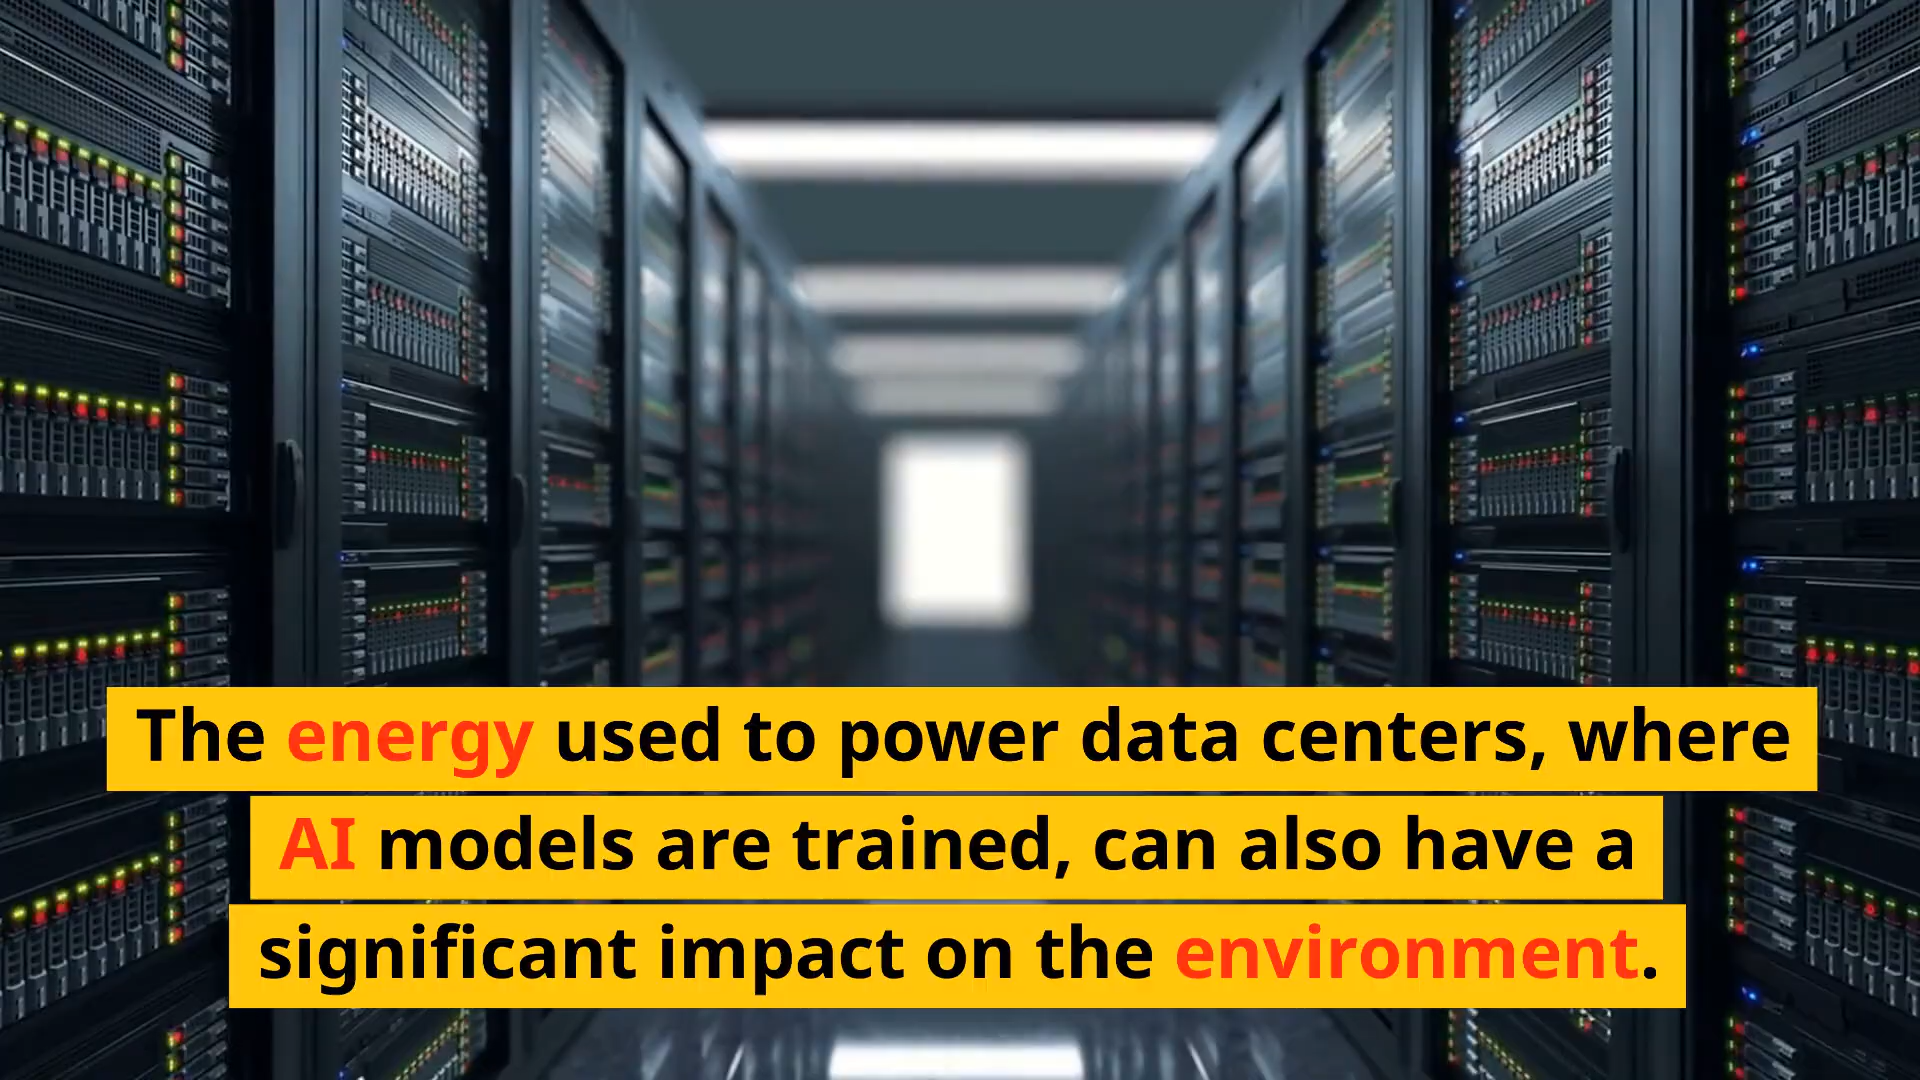 The energy used to power data centers, where
AI models are trained, can also have a
significant impact on the environment.